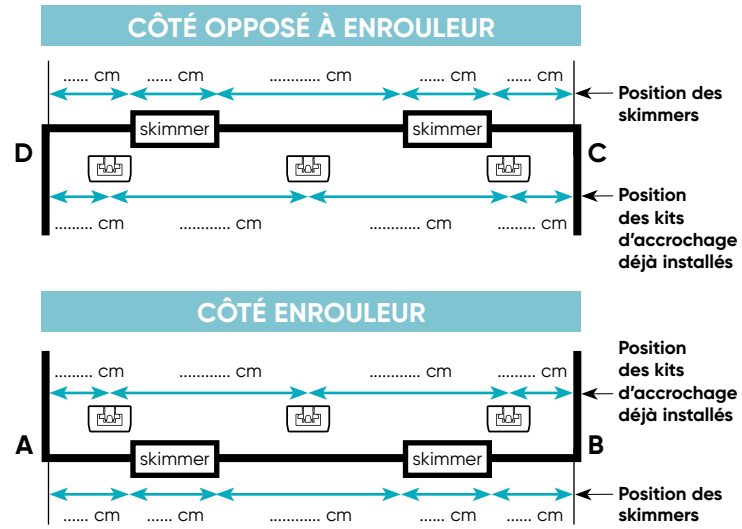 CÔTÉ OPPOSÉ À ENROULEUR
...... cm ...... cm ............ cm ...... cm ...... cm
Position des
skimmers
skimmer skimmer
D C
Position
des kits
d'accrochage
déjà installés
......... cm ............ cm ............ cm ......... cm
CÔTÉ ENROULEUR
Position
des kits
d'accrochage
déjà installés
......... cm ............ cm ............ cm ......... cm
A B
skimmer skimmer
Position des
skimmers
...... cm ...... cm ............ cm ...... cm ...... cm